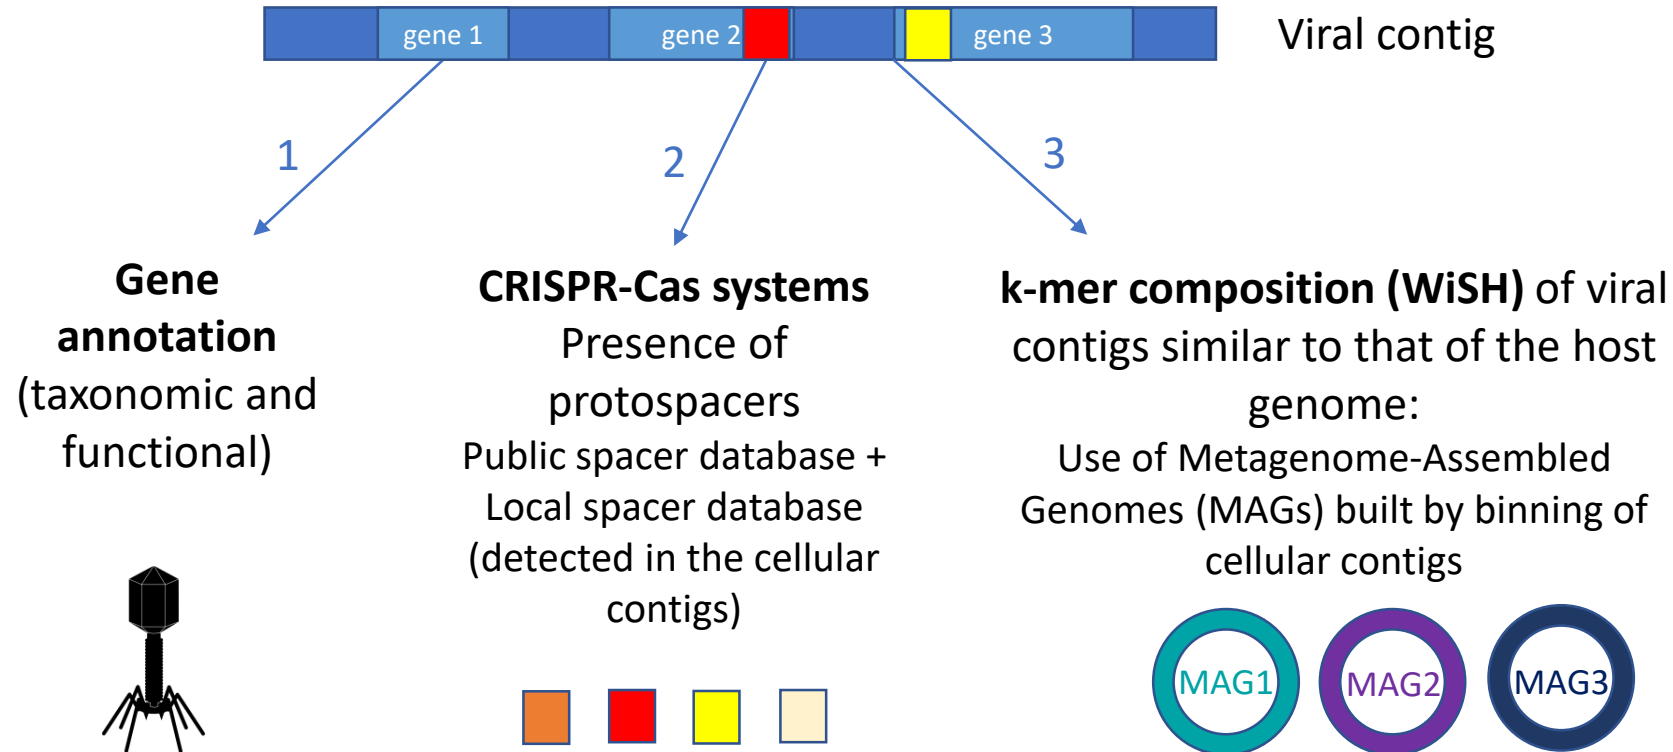 gene 1
gene 2
gene 3
Viral contig
1
2
3
Gene
annotation
(taxonomic and
functional)
CRISPR-Cas systems
Presence of
protospacers
Public spacer database +
Local spacer database
(detected in the cellular
contigs)
k-mer composition (WiSH) of viral
contigs similar to that of the host
genome:
Use of Metagenome-Assembled
Genomes (MAGs) built by binning of
cellular contigs
MAG1
MAG2
MAG3